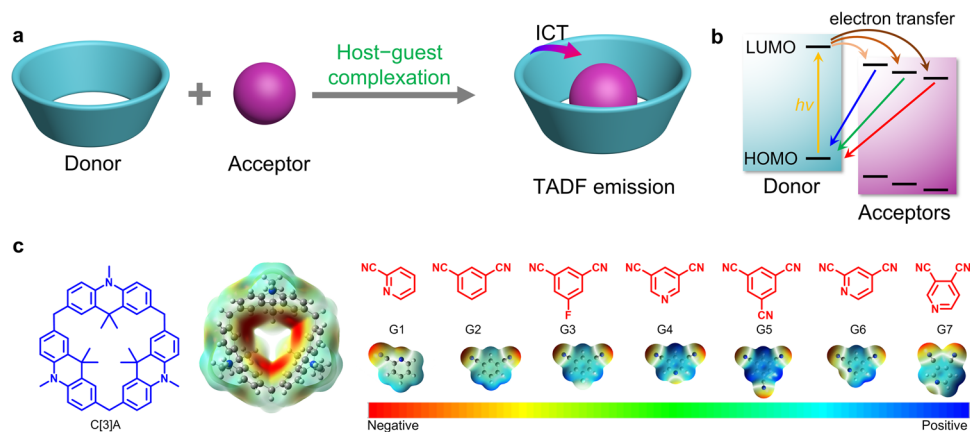 a
Donor
+
Acceptor
Host–guest
complexation
ICT
TADF emission
b
electron transfer
LUMO
hv
HOMO
Donor
Acceptors
c
N
N
N
C[3]A
NC
N
G1
NC
CN
G2
NC
CN
F
G3
NC
CN
N
G4
NC
CN
CN
G5
NC
CN
N
G6
NC
CN
N
G7
Negative
Positive